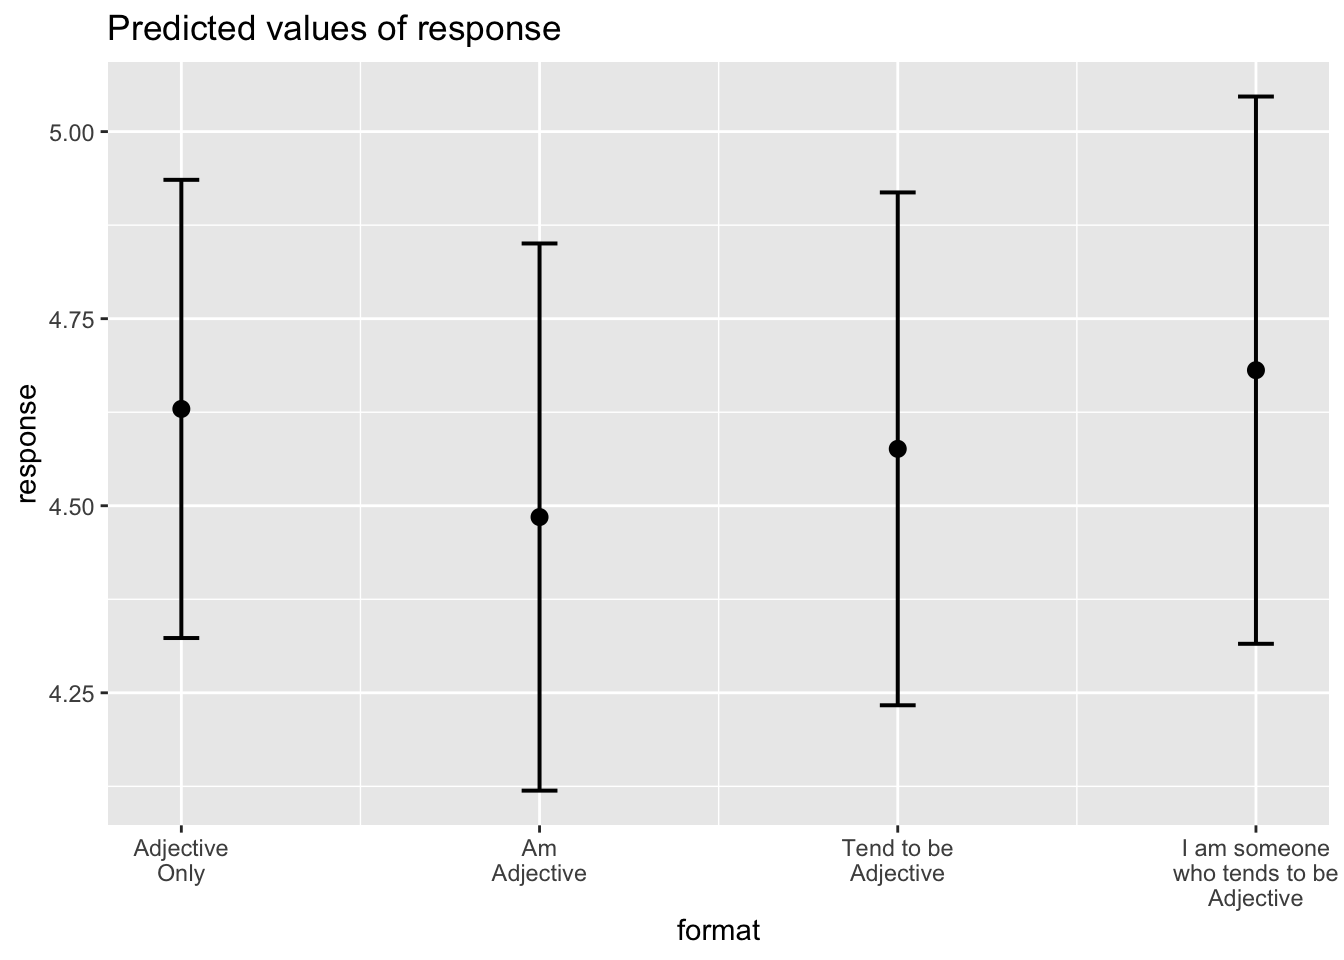 Predicted values of response
response
5.00
4.75
4.50
4.25
Adjective
Only
Am
Adjective
Tend to be
Adjective
I am someone
who tends to be
Adjective
format